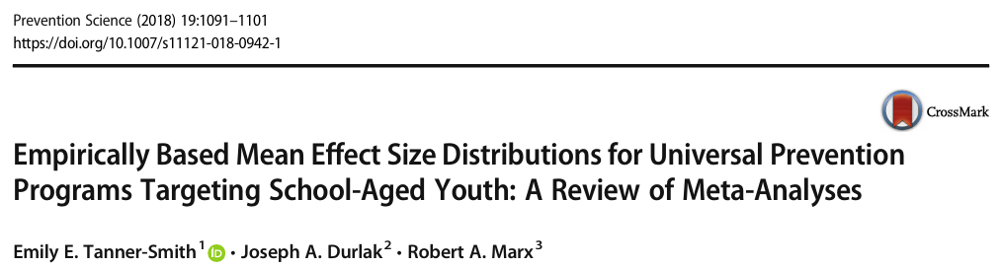 Prevention Science (2018) 19:1091–1101
https://doi.org/10.1007/s11121-018-0942-1
CrossMark
Empirically Based Mean Effect Size Distributions for Universal Prevention
Programs Targeting School-Aged Youth: A Review of Meta-Analyses
Emily E. Tanner-Smith¹ iD · Joseph A. Durlak² · Robert A. Marx³